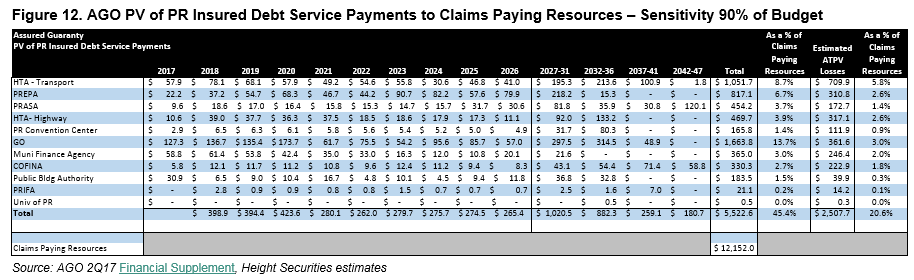 Figure 12. AGO PV of PR Insured Debt Service Payments to Claims Paying Resources – Sensitivity 90% of Budget
Assured Guaranty As a % of As a % of
PV of PR Insured Debt Service Payments Claims Estimated Claims
Paying ATPV Paying
2017 2018 2019 2020 2021 2022 2023 2024 2025 2026 2027-31 2032-36 2037-41 2042-47 Total Resources Losses Resources
HTA - Transport $ 57.9 $ 78.1 $ 68.1 $ 57.9 $ 49.2 $ 54.6 $ 55.8 $ 30.6 $ 46.8 $ 41.0 $ 195.3 $ 213.6 $ 100.9 $ 1.8 $ 1,051.7 8.7% $ 709.9 5.8%
PREPA $ 22.2 $ 37.2 $ 54.7 $ 68.3 $ 46.7 $ 44.2 $ 90.7 $ 82.2 $ 57.6 $ 79.9 $ 218.2 $ 15.3 $ - $ - $ 817.1 6.7% $ 310.8 2.6%
PRASA $ 9.6 $ 18.6 $ 17.0 $ 16.4 $ 15.8 $ 15.3 $ 14.7 $ 15.7 $ 31.7 $ 30.6 $ 81.8 $ 35.9 $ 30.8 $ 120.1 $ 454.2 3.7% $ 172.7 1.4%
HTA- Highway $ 10.6 $ 39.0 $ 37.7 $ 36.3 $ 37.5 $ 18.5 $ 18.6 $ 17.9 $ 17.3 $ 11.1 $ 92.0 $ 133.2 $ - $ - $ 469.7 3.9% $ 317.1 2.6%
PR Convention Center $ 2.9 $ 6.5 $ 6.3 $ 6.1 $ 5.8 $ 5.6 $ 5.4 $ 5.2 $ 5.0 $ 4.9 $ 31.7 $ 80.3 $ - $ - $ 165.8 1.4% $ 111.9 0.9%
GO $ 127.3 $ 136.7 $ 135.4 $ 173.7 $ 61.7 $ 75.5 $ 54.2 $ 95.6 $ 85.7 $ 57.0 $ 297.5 $ 314.5 $ 48.9 $ - $ 1,663.8 13.7% $ 361.6 3.0%
Muni Finance Agency $ 58.8 $ 61.4 $ 53.8 $ 42.4 $ 35.0 $ 33.0 $ 16.3 $ 12.0 $ 10.8 $ 20.1 $ 21.6 $ - $ - $ - $ 365.0 3.0% $ 246.4 2.0%
COFINA $ 5.8 $ 12.1 $ 11.7 $ 11.2 $ 10.8 $ 9.6 $ 12.4 $ 11.2 $ 9.4 $ 8.3 $ 43.1 $ 54.4 $ 71.4 $ 58.8 $ 330.3 2.7% $ 222.9 1.8%
Public Bldg Authority $ 30.9 $ 6.5 $ 9.0 $ 10.4 $ 16.7 $ 4.8 $ 10.1 $ 4.5 $ 9.4 $ 11.8 $ 36.8 $ 32.8 $ - $ - $ 183.5 1.5% $ 39.9 0.3%
PRIFA $ - $ 2.8 $ 0.9 $ 0.9 $ 0.8 $ 0.8 $ 1.5 $ 0.7 $ 0.7 $ 0.7 $ 2.5 $ 1.6 $ 7.0 $ - $ 21.1 0.2% $ 14.2 0.1%
Univ of PR $ - $ - $ - $ - $ - $ - $ - $ - $ - $ - $ - $ 0.5 $ - $ - $ 0.5 0.0% $ 0.3 0.0%
Total $ 398.9 $ 394.4 $ 423.6 $ 280.1 $ 262.0 $ 279.7 $ 275.7 $ 274.5 $ 265.4 $ 1,020.5 $ 882.3 $ 259.1 $ 180.7 $ 5,522.6 45.4% $ 2,507.7 20.6%
Claims Paying Resources $ 12,152.0
Source: AGO 2Q17 Financial Supplement, Height Securities estimates